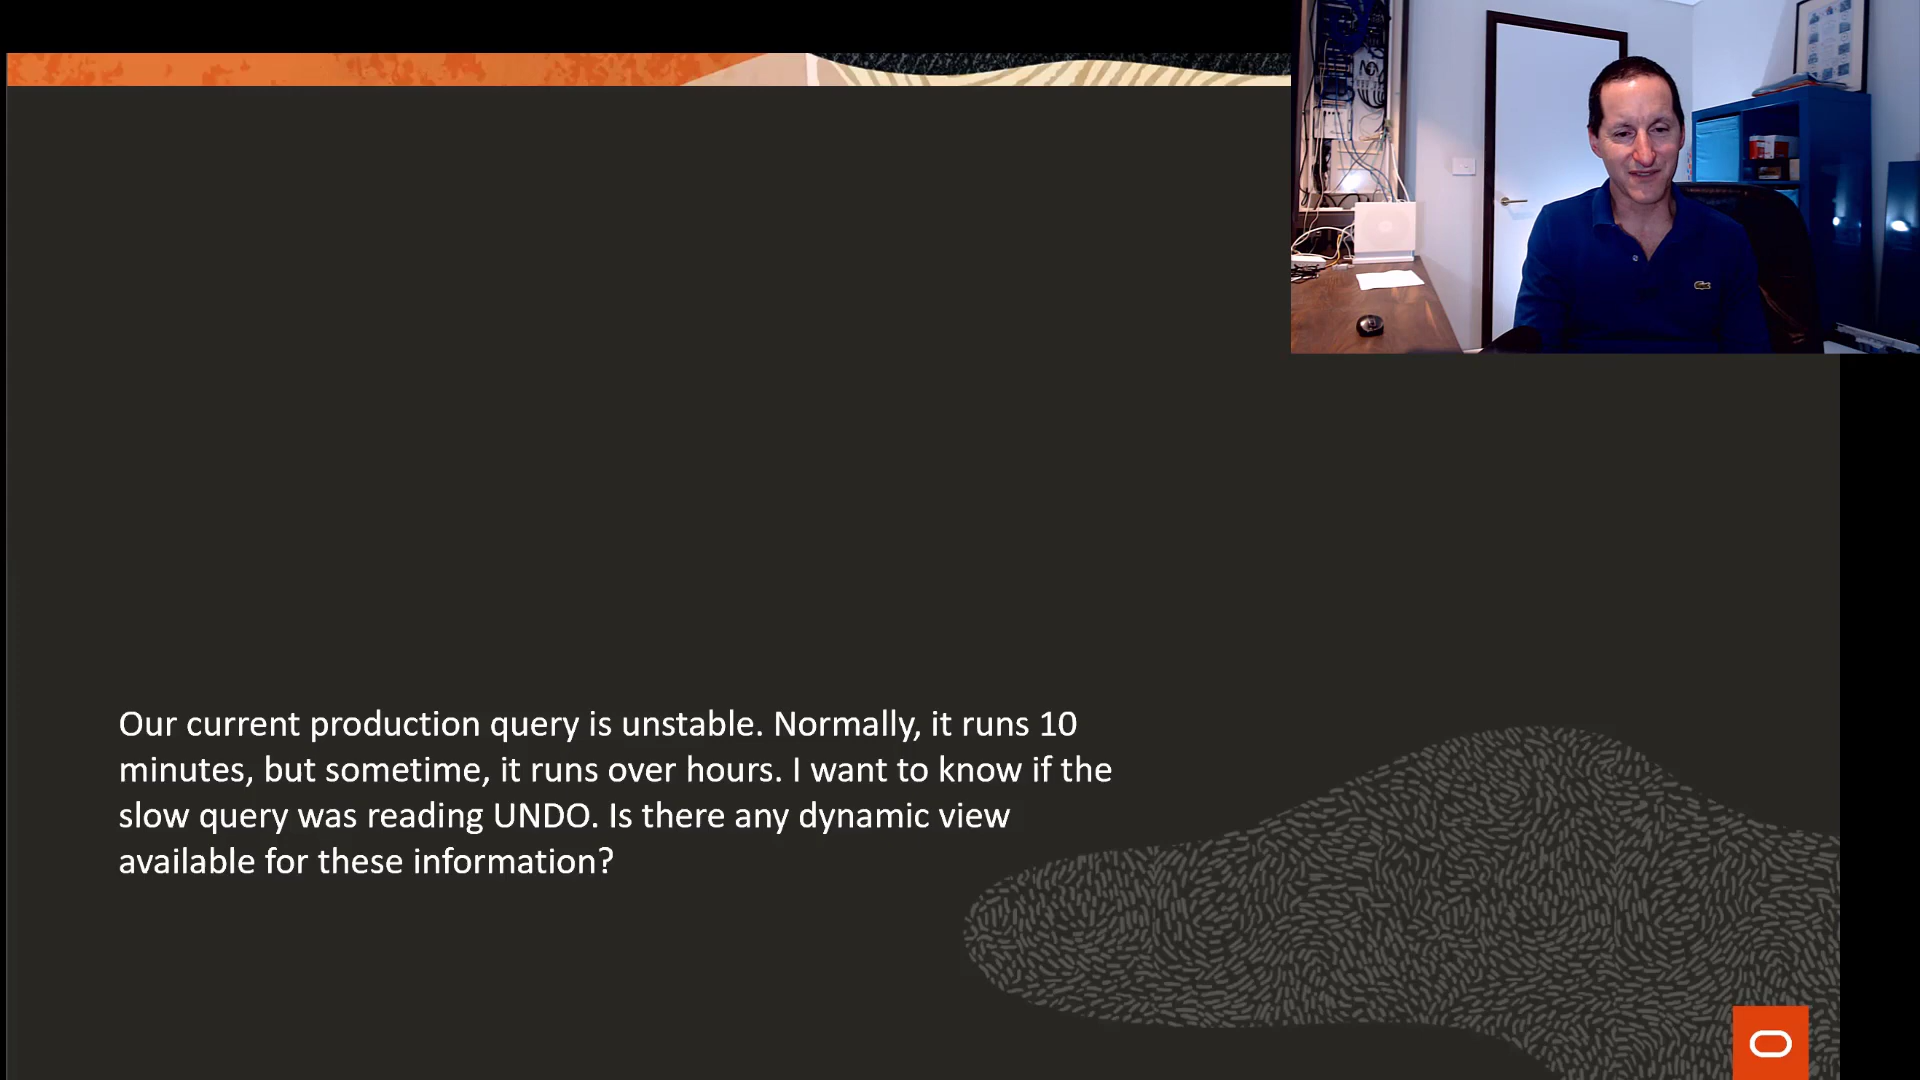 Our current production query is unstable. Normally, it runs 10
minutes, but sometime, it runs over hours. I want to know if the
slow query was reading UNDO. Is there any dynamic view
available for these information?